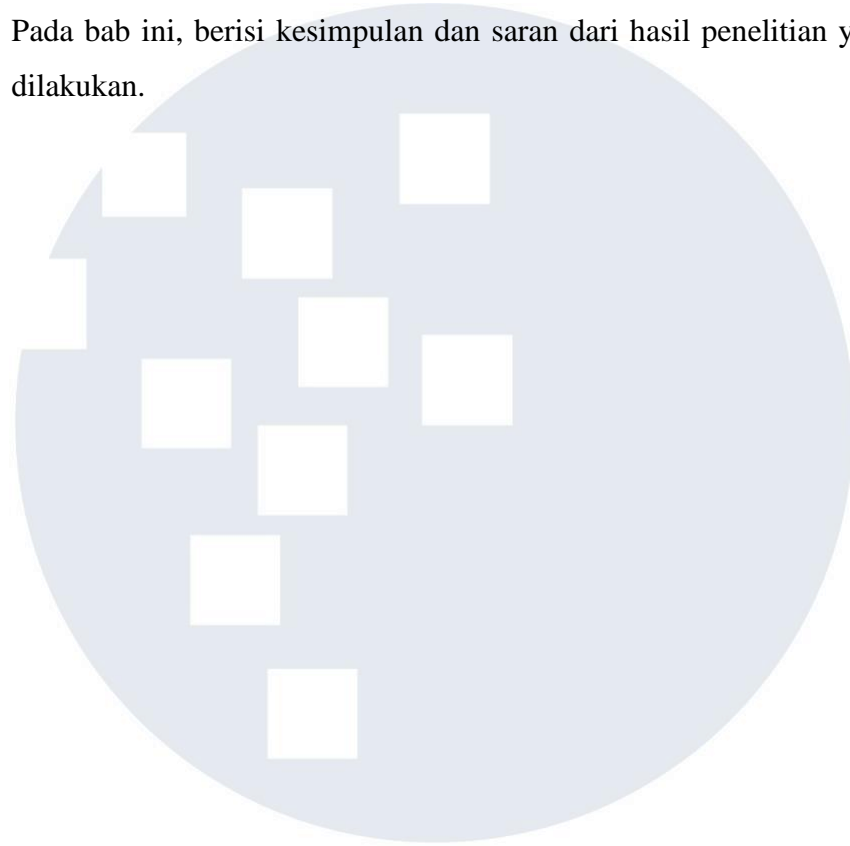 Pada bab ini, berisi kesimpulan dan saran dari hasil penelitian y
dilakukan.